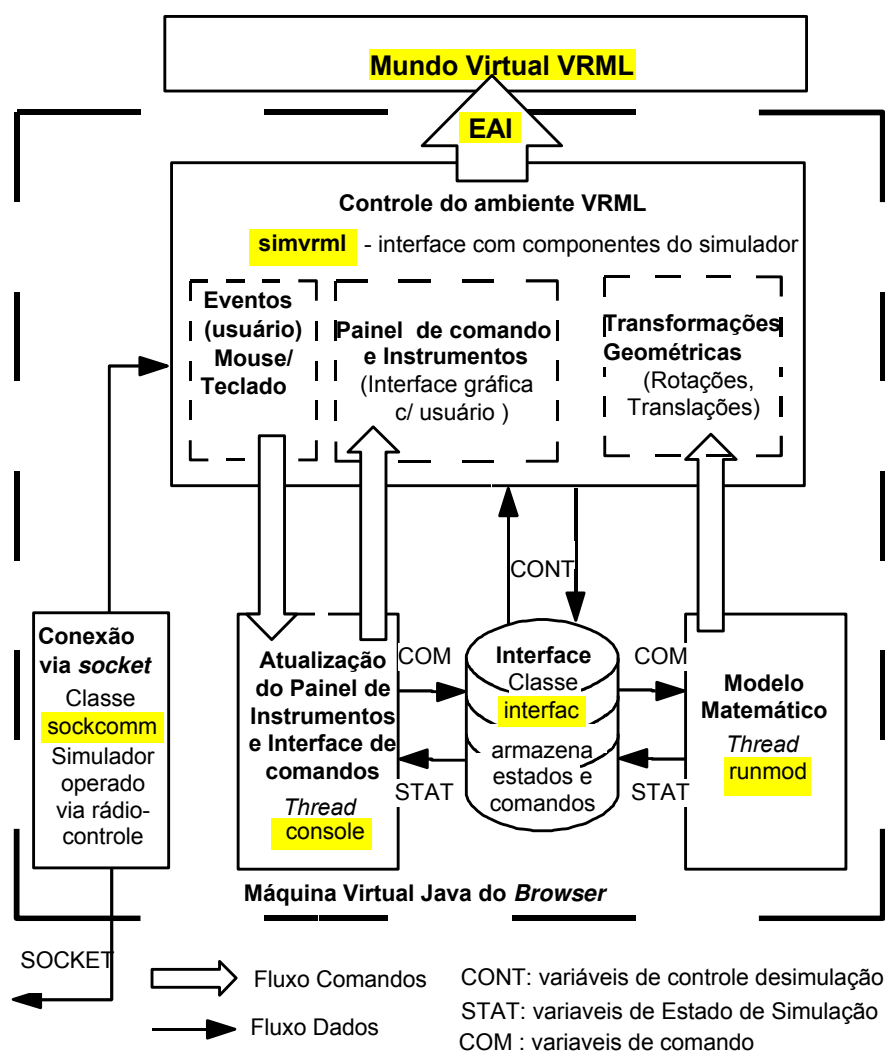 Mundo Virtual VRML
EAI
Controle do ambiente VRML
simvrml - interface com componentes do simulador
Eventos
(usuário)
Mouse/
Teclado
Painel de comando
e Instrumentos
(Interface gráfica
c/ usuário )
Transformações
Geométricas
(Rotações,
Translações)
CONT
Conexão
via socket
Classe
sockcomm
Simulador
operado
via rádio-
controle
Atualização
do Painel de
Instrumentos
e Interface de
comandos
Thread
console
COM
STAT
Interface
Classe
interfac
armazena
estados e
comandos
COM
STAT
Modelo
Matemático
Thread
runmod
Máquina Virtual Java do Browser
SOCKET
Fluxo Comandos
Fluxo Dados
CONT: variáveis de controle desimulação
STAT: variaveis de Estado de Simulação
COM : variaveis de comando